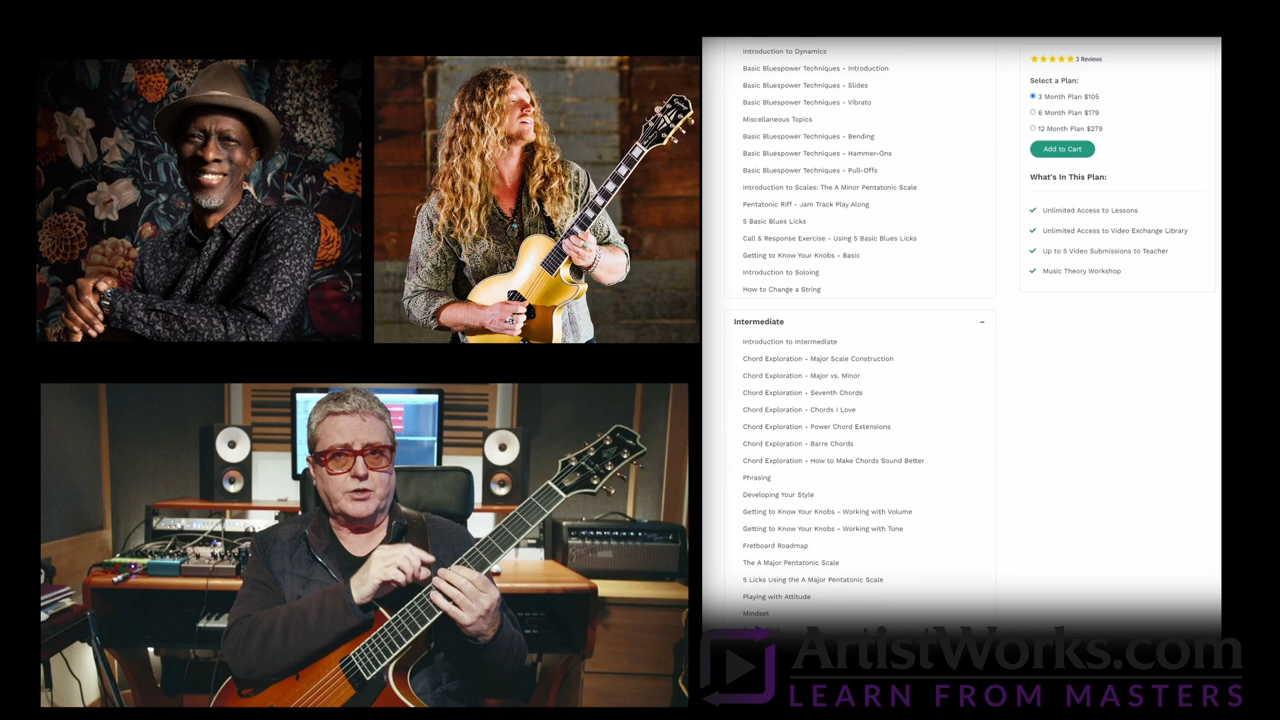 Introduction to Dynamics
Basic Bluespower Techniques - Introduction
Basic Bluespower Techniques - Slides
Basic Bluespower Techniques - Vibrato
Miscellaneous Topics
Basic Bluespower Techniques - Bending
Basic Bluespower Techniques - Hammer-Ons
Basic Bluespower Techniques - Pull-Offs
Introduction to Scales: The A Minor Pentatonic Scale
Pentatonic Riff - Jam Track Play Along
5 Basic Blues Licks
Call & Response Exercise - Using 5 Basic Blues Licks
Getting to Know Your Knobs - Basic
Introduction to Soloing
How to Change a String
Intermediate
Introduction to Intermediate
Chord Exploration - Major Scale Construction
Chord Exploration - Major vs. Minor
Chord Exploration - Seventh Chords
Chord Exploration - Chords I Love
Chord Exploration - Power Chord Extensions
Chord Exploration - Barre Chords
Chord Exploration - How to Make Chords Sound Better
Phrasing
Developing Your Style
Getting to Know Your Knobs - Working with Volume
Getting to Know Your Knobs - Working with Tone
Fretboard Roadmap
The A Major Pentatonic Scale
5 Licks Using the A Major Pentatonic Scale
Playing with Attitude
Mindset
3 Reviews
Select a Plan:
3 Month Plan $105
6 Month Plan $179
12 Month Plan $279
Add to Cart
What's In This Plan:
Unlimited Access to Lessons
Unlimited Access to Video Exchange Library
Up to 5 Video Submissions to Teacher
Music Theory Workshop
ArtistWorks.com
LEARN FROM MASTERS